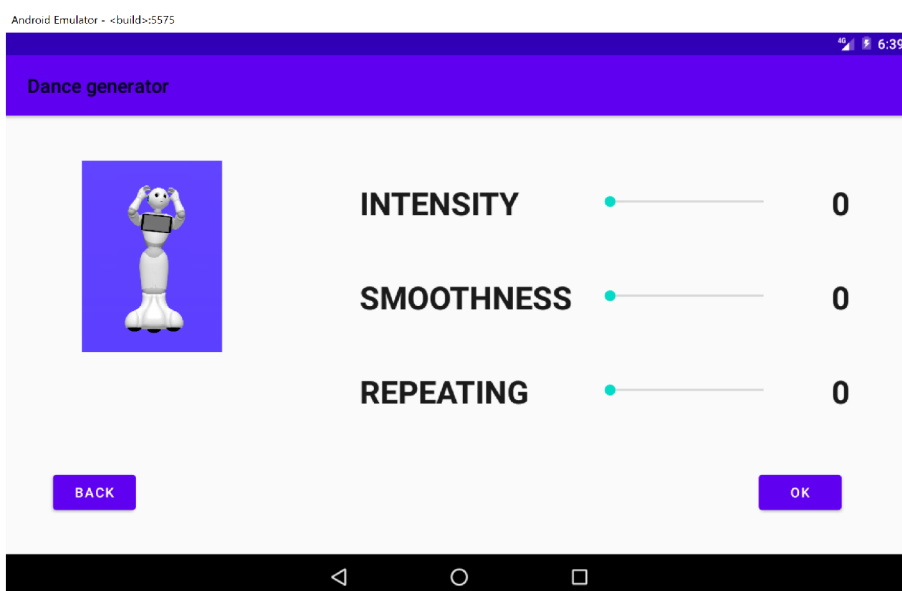 Android Emulator - <build>:5575
4G 6:39
Dance generator
INTENSITY 0
SMOOTHNESS 0
REPEATING 0
BACK OK